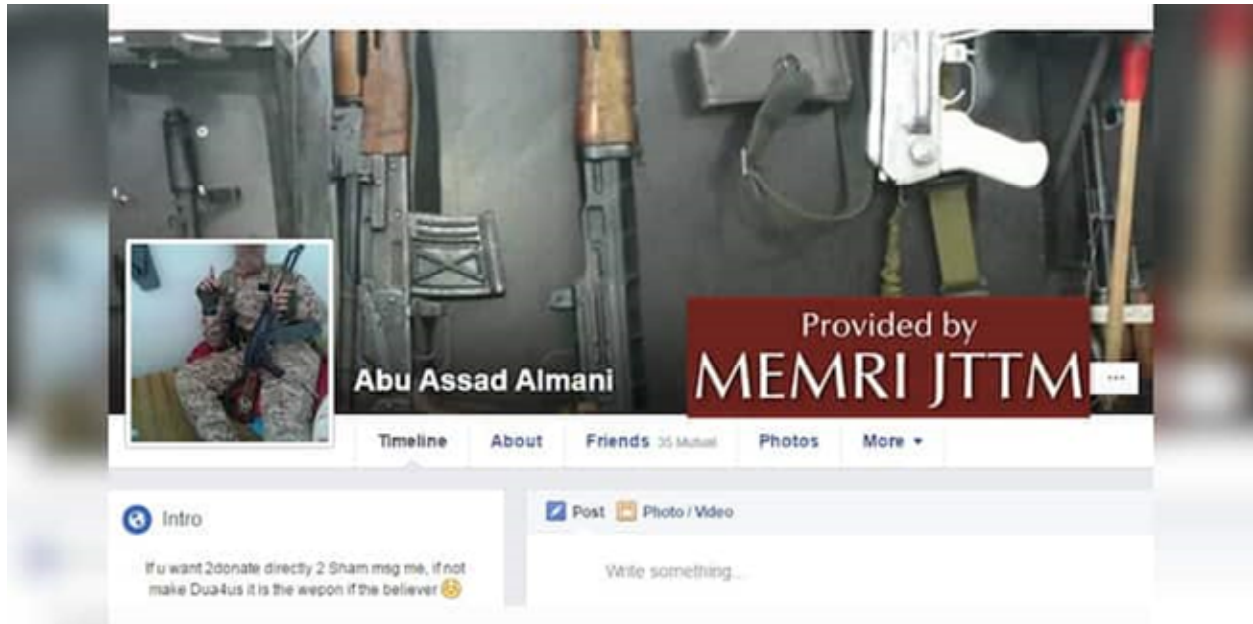 Provided by
MEMRI JTTM
Abu Assad Almani
Timeline About Friends 35 Mutual Photos More
Intro
If u want 2donate directly 2 Sham msg me, if not
make Dua4us it is the wepon if the believer
Post Photo / Video
Write something...